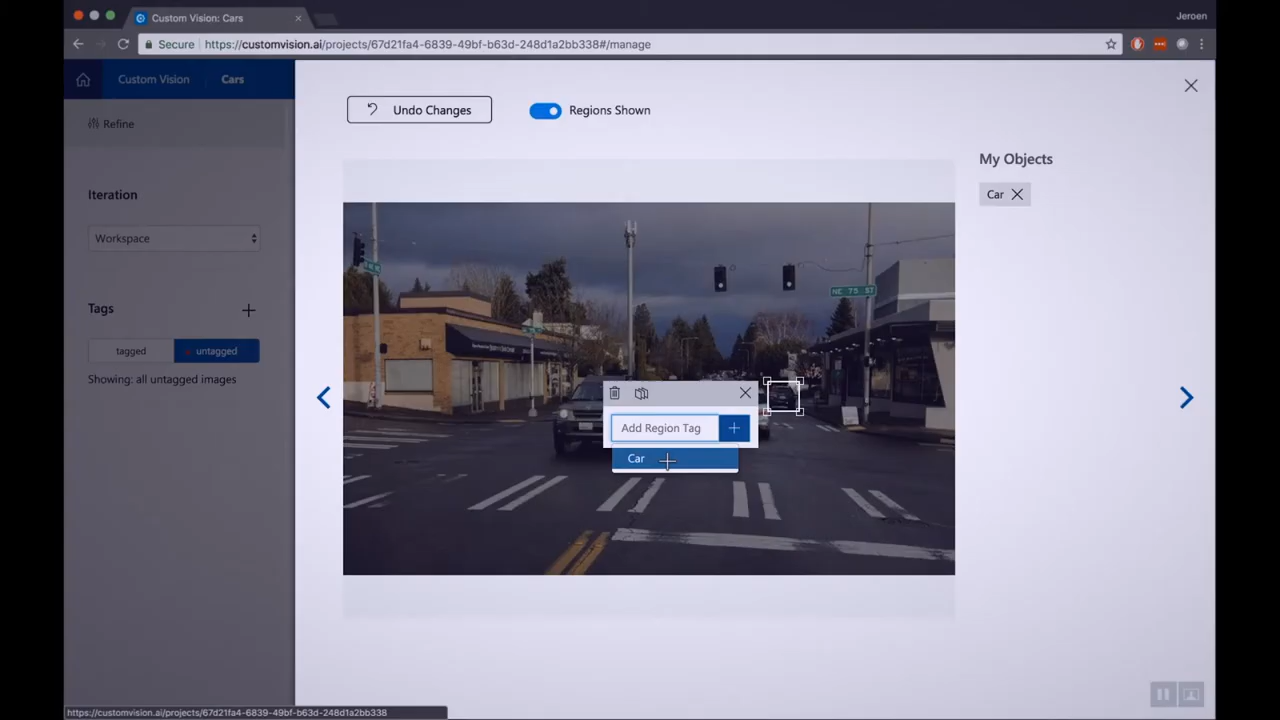 Custom Vision: Cars
Jeroen
Secure
https://customvision.ai/projects/67d21fa4-6839-49bf-b63d-248d1a2bb338#/manage
Custom Vision
Cars
Undo Changes
Regions Shown
Refine
My Objects
Car
Iteration
Workspace
NE 75 ST
Tags
tagged
untagged
Showing: all untagged images
Add Region Tag
Car
https://customvision.ai/projects/67d21fa4-6839-49bf-b63d-248d1a2bb338